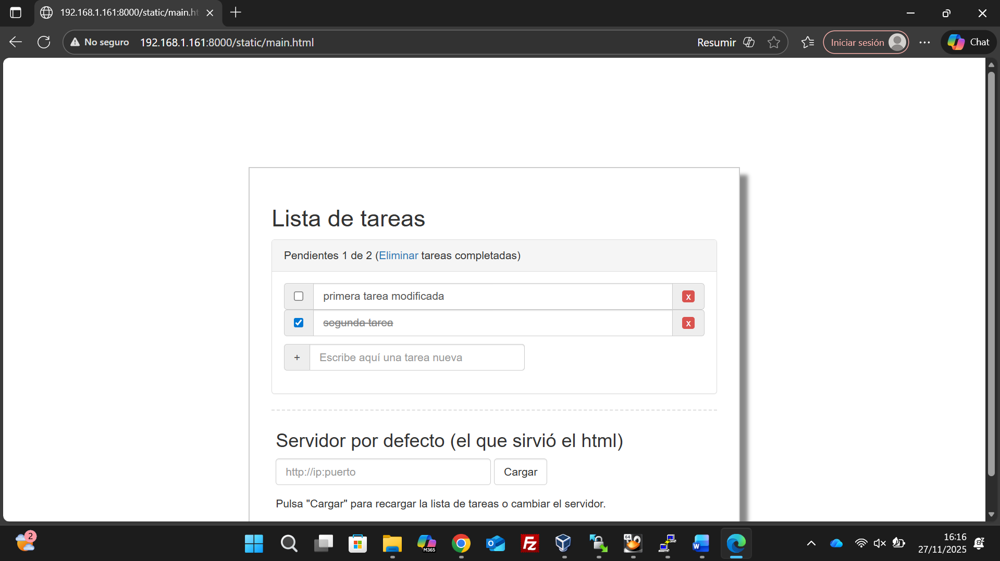 192.168.1.161:8000/static/main.ht
No seguro 192.168.1.161:8000/static/main.html Resumir Iniciar sesión Chat
Lista de tareas
Pendientes 1 de 2 (Eliminar tareas completadas)
primera tarea modificada x
segunda tarea x
+ Escribe aquí una tarea nueva
Servidor por defecto (el que sirvió el html)
http://ip:puerto Cargar
Pulsa "Cargar" para recargar la lista de tareas o cambiar el servidor.
2
M365
O
FZ
64
W
16:16
27/11/2025